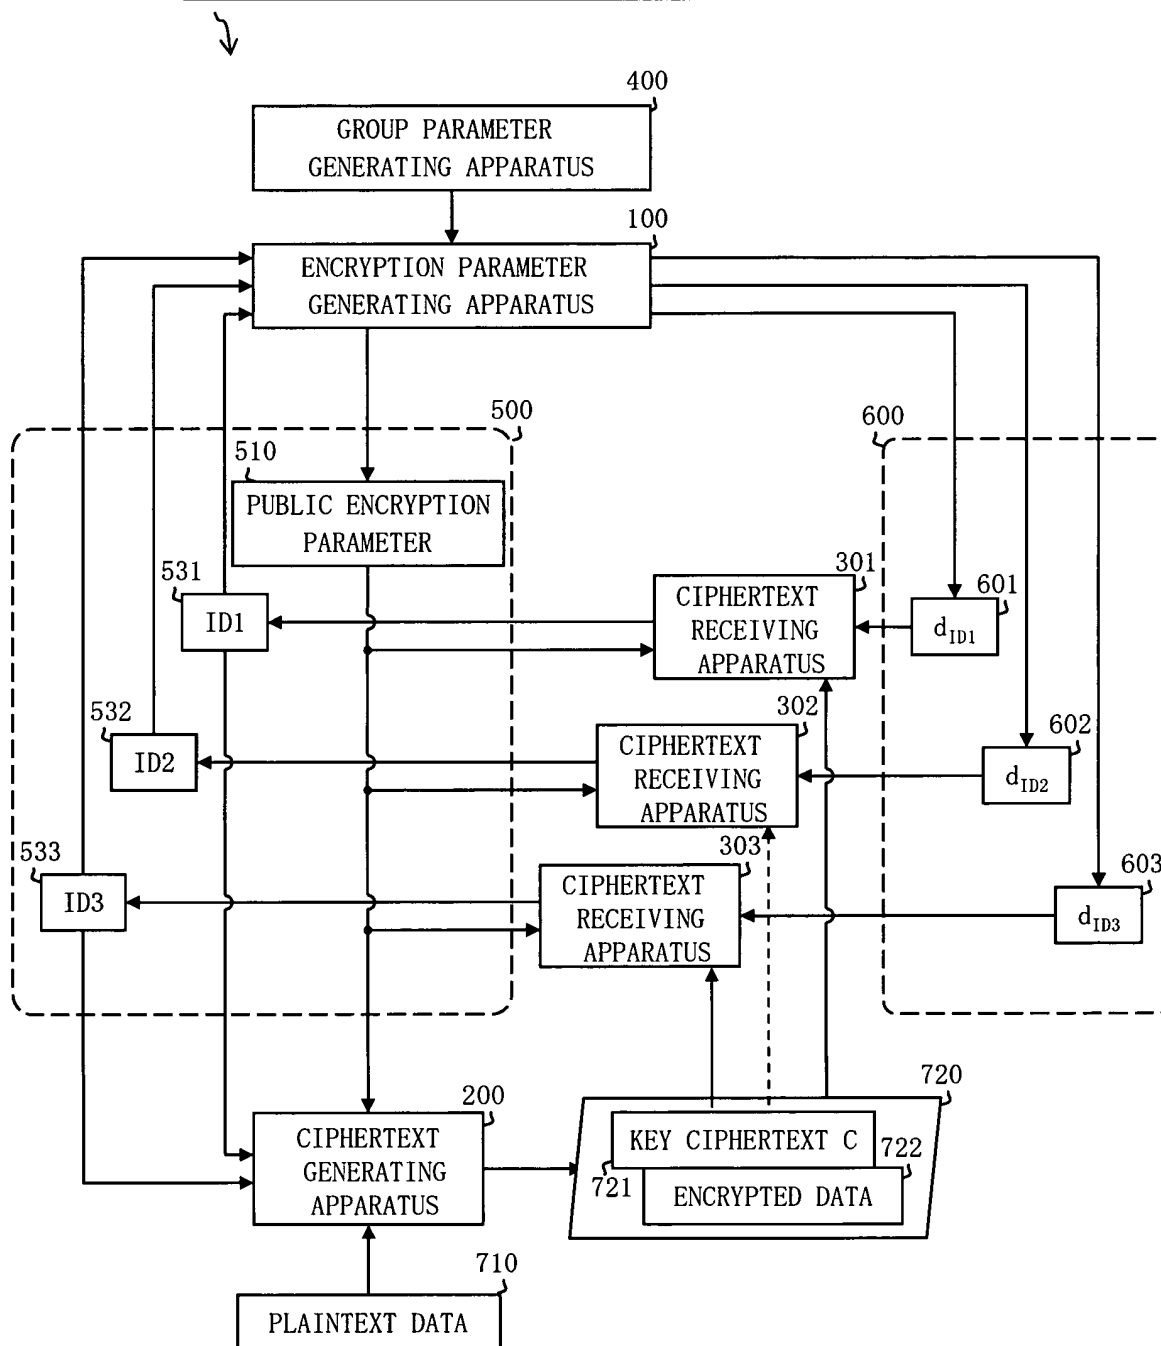 400
GROUP PARAMETER
GENERATING APPARATUS
100
ENCRYPTION PARAMETER
GENERATING APPARATUS
500
600
510
PUBLIC ENCRYPTION
PARAMETER
531
ID1
301
CIPHERTEXT
RECEIVING
APPARATUS
601
dID1
532
ID2
302
CIPHERTEXT
RECEIVING
APPARATUS
602
dID2
533
ID3
303
CIPHERTEXT
RECEIVING
APPARATUS
603
dID3
200
CIPHERTEXT
GENERATING
APPARATUS
720
KEY CIPHERTEXT C
721
722
ENCRYPTED DATA
710
PLAINTEXT DATA